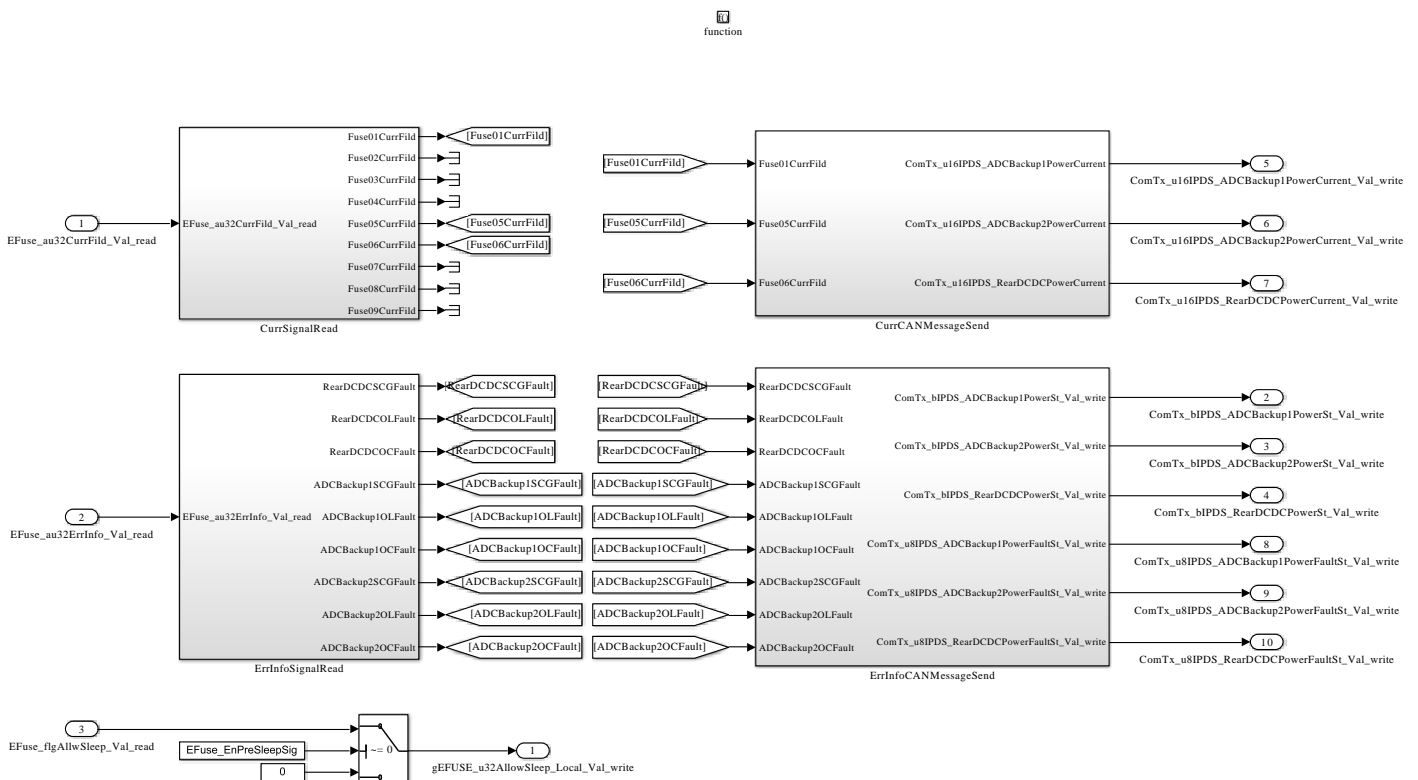 f()
function
Fuse01CurrFild
[Fuse01CurrFild]
Fuse02CurrFild
Fuse03CurrFild
Fuse04CurrFild
1
EFuse_au32CurrFild_Val_read
EFuse_au32CurrFild_Val_read
Fuse05CurrFild
[Fuse05CurrFild]
Fuse06CurrFild
[Fuse06CurrFild]
Fuse07CurrFild
Fuse08CurrFild
Fuse09CurrFild
CurrSignalRead
[Fuse01CurrFild]
Fuse01CurrFild
ComTx_u16IPDS_ADCBackup1PowerCurrent
5
ComTx_u16IPDS_ADCBackup1PowerCurrent_Val_write
[Fuse05CurrFild]
Fuse05CurrFild
ComTx_u16IPDS_ADCBackup2PowerCurrent
6
ComTx_u16IPDS_ADCBackup2PowerCurrent_Val_write
[Fuse06CurrFild]
Fuse06CurrFild
ComTx_u16IPDS_RearDCDCPowerCurrent
7
ComTx_u16IPDS_RearDCDCPowerCurrent_Val_write
CurrCANMessageSend
2
EFuse_au32ErrInfo_Val_read
EFuse_au32ErrInfo_Val_read
RearDCDCSCGFault
[RearDCDCSCGFault]
RearDCDCOLFault
[RearDCDCOLFault]
RearDCDCOCFault
[RearDCDCOCFault]
ADCBackup1SCGFault
[ADCBackup1SCGFault]
ADCBackup1OLFault
[ADCBackup1OLFault]
ADCBackup1OCFault
[ADCBackup1OCFault]
ADCBackup2SCGFault
[ADCBackup2SCGFault]
ADCBackup2OLFault
[ADCBackup2OLFault]
ADCBackup2OCFault
[ADCBackup2OCFault]
ErrInfoSignalRead
[RearDCDCSCGFault]
RearDCDCSCGFault
[RearDCDCOLFault]
RearDCDCOLFault
[RearDCDCOCFault]
RearDCDCOCFault
[ADCBackup1SCGFault]
ADCBackup1SCGFault
[ADCBackup1OLFault]
ADCBackup1OLFault
[ADCBackup1OCFault]
ADCBackup1OCFault
[ADCBackup2SCGFault]
ADCBackup2SCGFault
[ADCBackup2OLFault]
ADCBackup2OLFault
[ADCBackup2OCFault]
ADCBackup2OCFault
ComTx_bIPDS_ADCBackup1PowerSt_Val_write
2
ComTx_bIPDS_ADCBackup1PowerSt_Val_write
ComTx_bIPDS_ADCBackup2PowerSt_Val_write
3
ComTx_bIPDS_ADCBackup2PowerSt_Val_write
ComTx_bIPDS_RearDCDCPowerSt_Val_write
4
ComTx_bIPDS_RearDCDCPowerSt_Val_write
ComTx_u8IPDS_ADCBackup1PowerFaultSt_Val_write
8
ComTx_u8IPDS_ADCBackup1PowerFaultSt_Val_write
ComTx_u8IPDS_ADCBackup2PowerFaultSt_Val_write
9
ComTx_u8IPDS_ADCBackup2PowerFaultSt_Val_write
ComTx_u8IPDS_RearDCDCPowerFaultSt_Val_write
10
ComTx_u8IPDS_RearDCDCPowerFaultSt_Val_write
ErrInfoCANMessageSend
3
EFuse_flgAllwSleep_Val_read
EFuse_EnPreSleepSig
0
~= 0
1
gEFUSE_u32AllowSleep_Local_Val_write